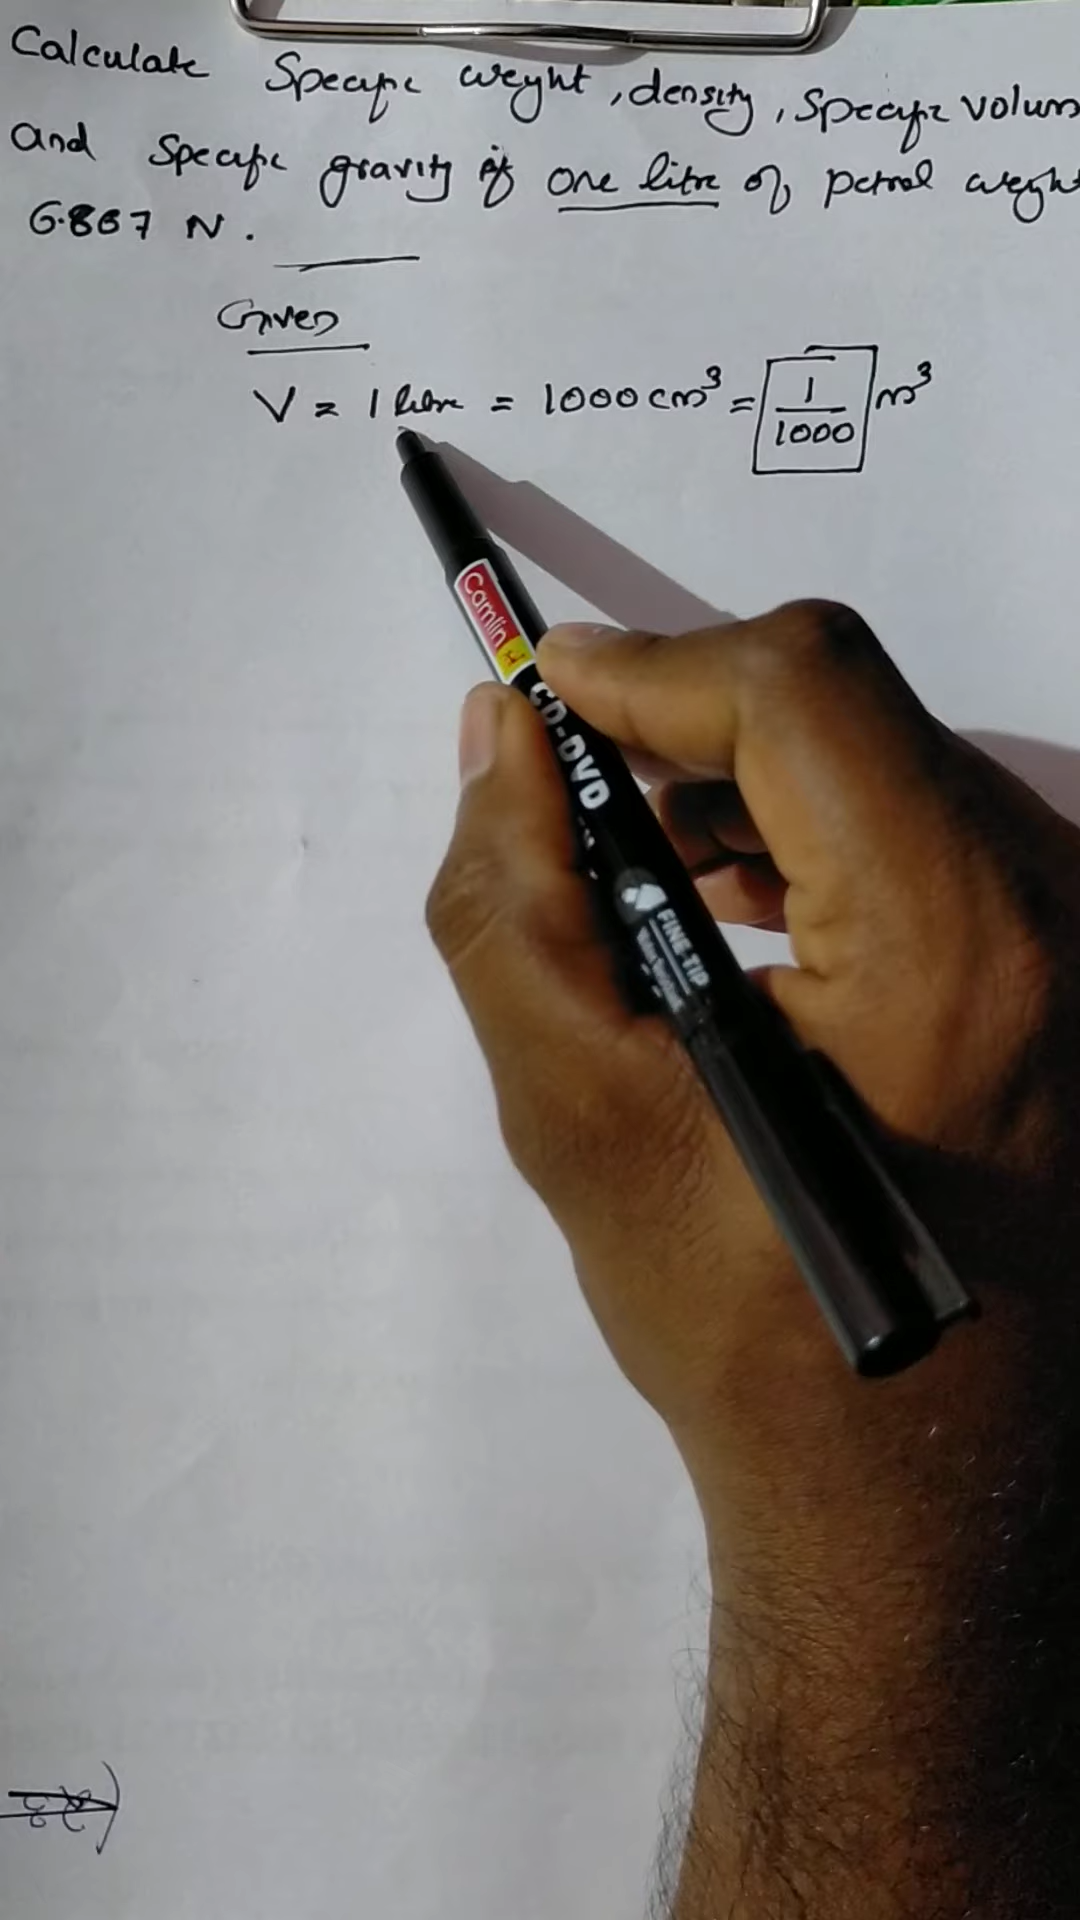 Calculate Specific weight, density, Specific volum
and Specific gravity of one litre of petrol weight
6.867 N.
Given
V = 1 litre = 1000 cm³ = 1/1000 m³
Camlin
CD-DVD
FINE-TIP